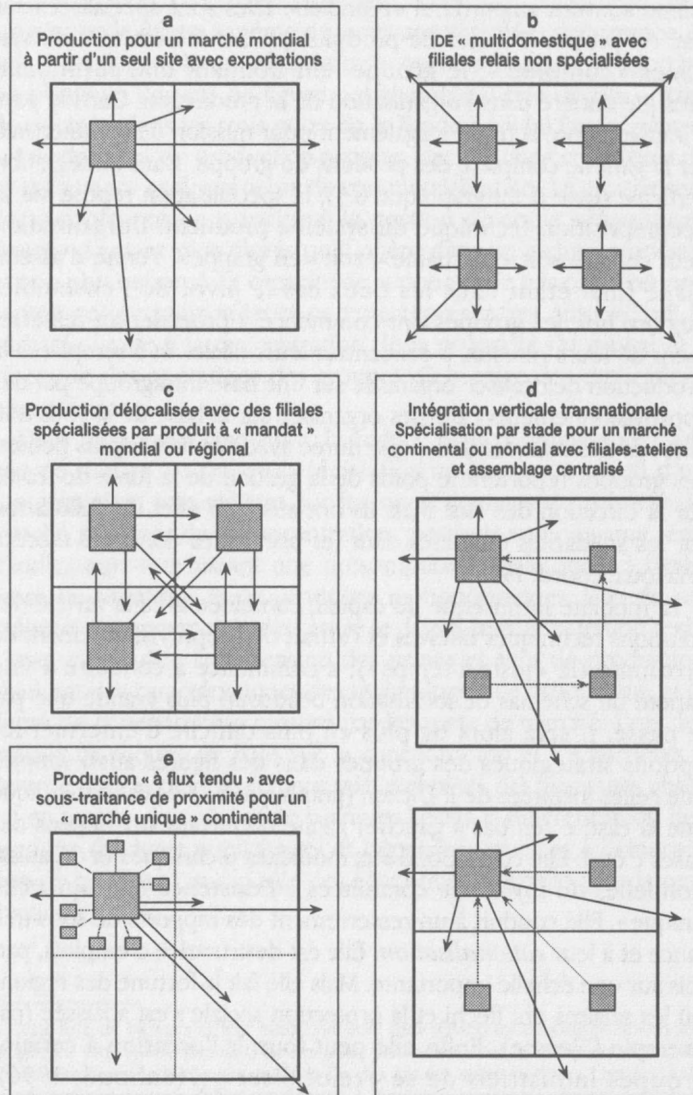 a
Production pour un marché mondial
à partir d'un seul site avec exportations
b
IDE « multidomestique » avec
filiales relais non spécialisées
c
Production délocalisée avec des filiales
spécialisées par produit à « mandat »
mondial ou régional
d
Intégration verticale transnationale
Spécialisation par stade pour un marché
continental ou mondial avec filiales-ateliers
et assemblage centralisé
e
Production « à flux tendu » avec
sous-traitance de proximité pour un
« marché unique » continental